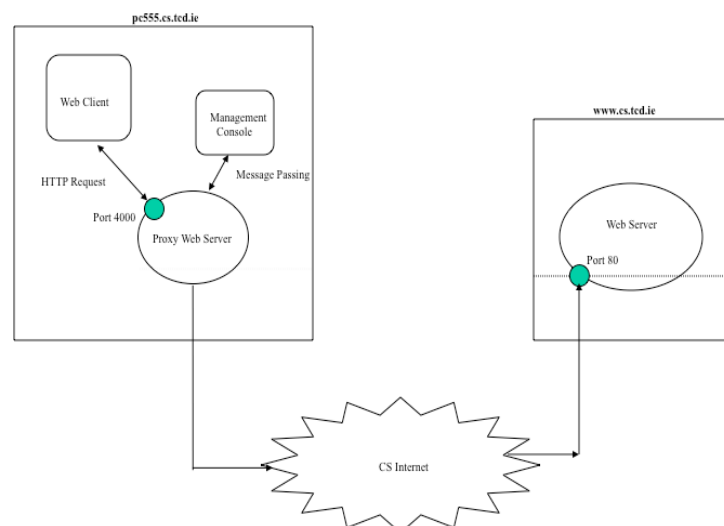 pc555.cs.tcd.ie
Web Client
Management
Console
www.cs.tcd.ie
HTTP Request
Message Passing
Port 4000
Proxy Web Server
Web Server
Port 80
CS Internet